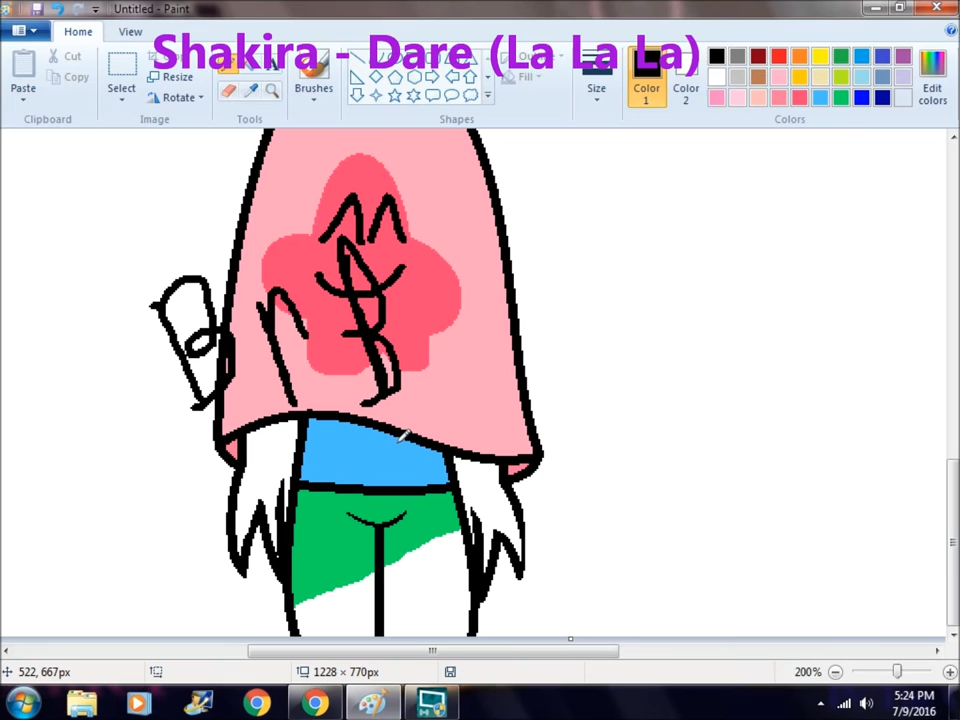 Untitled - Paint
Home View
Shakira - Dare (La La La)
Cut
Copy
Paste
Resize
Rotate
Select
Brushes
Fill
Size
Color 1
Color 2
Edit colors
Clipboard
Image
Tools
Shapes
Colors
522, 667px
1228 × 770px
200%
5:24 PM
7/9/2016